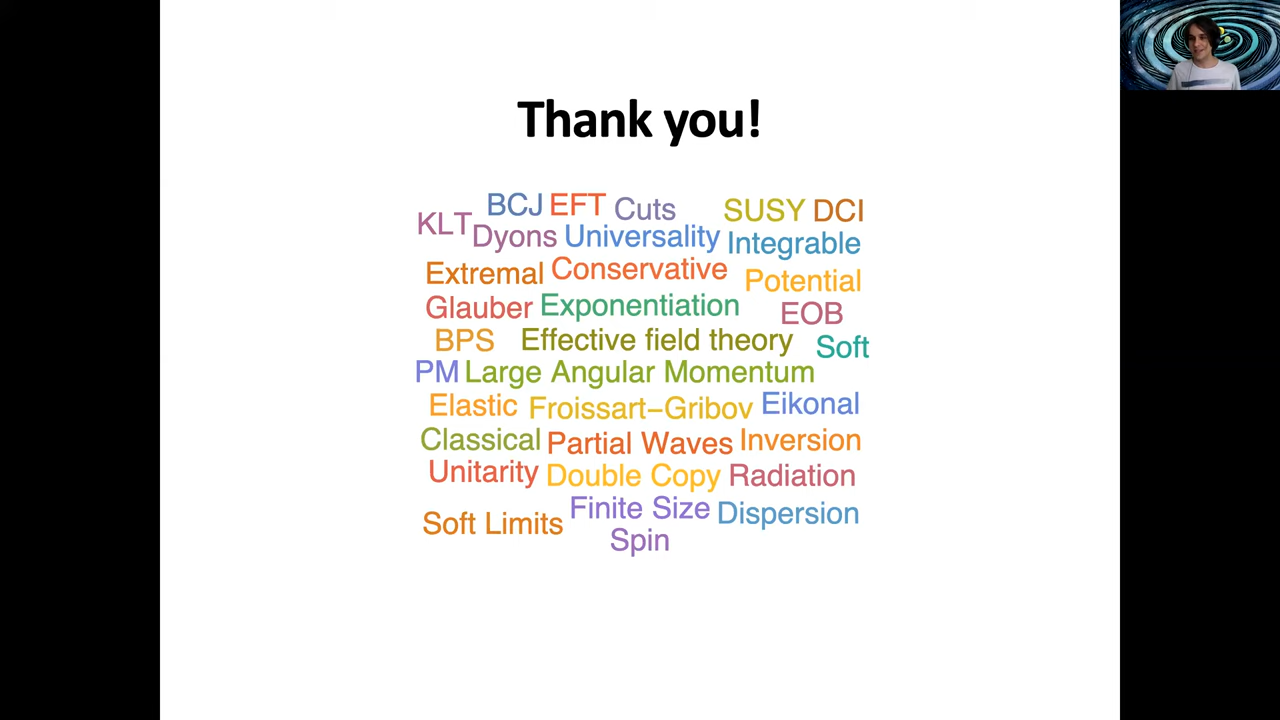 Thank you!
BCJ EFT Cuts SUSY DCI
KLT Dyons Universality Integrable
Extremal Conservative Potential
Glauber Exponentiation EOB
BPS Effective field theory Soft
PM Large Angular Momentum
Elastic Froissart–Gribov Eikonal
Classical Partial Waves Inversion
Unitarity Double Copy Radiation
Soft Limits Finite Size Dispersion
Spin